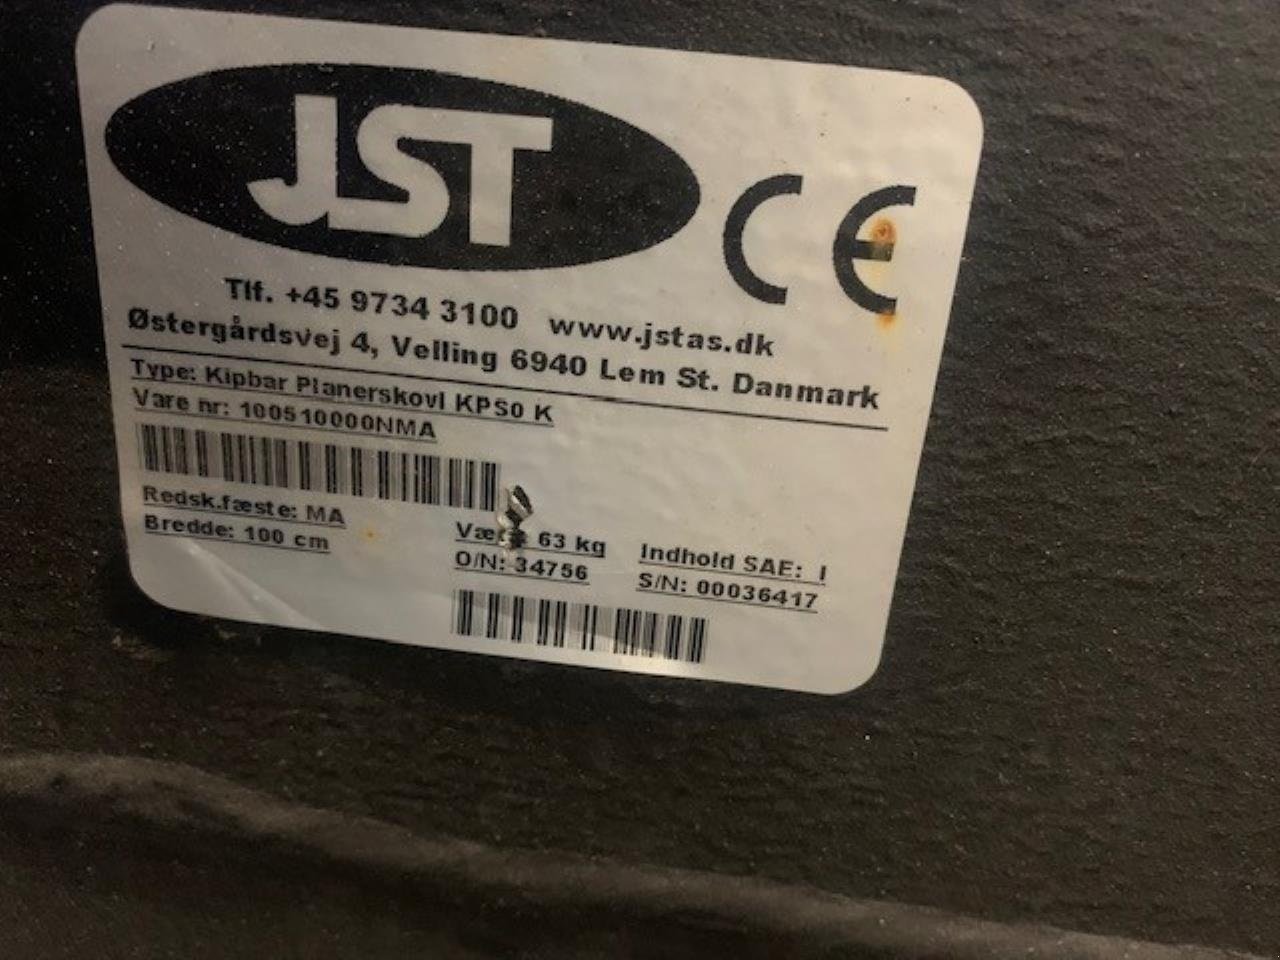 JST CE
Tlf. +45 9734 3100 www.jstas.dk
Østergårdsvej 4, Velling 6940 Lem St. Danmark
Type: Kipbar Planerskovl KPS0 K
Vare nr: 100510000NMA
Redsk.fæste: MA
Bredde: 100 cm
63 kg
O/N: 34756
Indhold SAE: l
S/N: 00036417